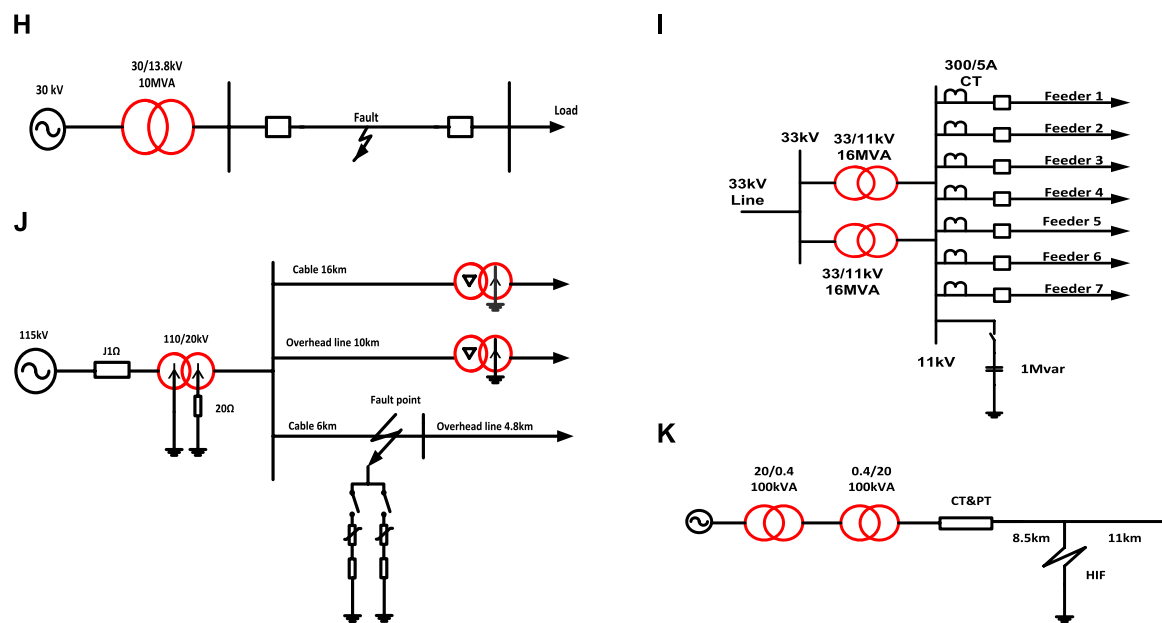 H
30/13.8kV
10MVA
30 kV
Fault
Load
I
300/5A
CT
Feeder 1
Feeder 2
Feeder 3
Feeder 4
Feeder 5
Feeder 6
Feeder 7
33kV
33/11kV
16MVA
33kV
Line
33/11kV
16MVA
11kV
1Mvar
J
Cable 16km
115kV
J1Ω
110/20kV
Overhead line 10km
20Ω
Fault point
Cable 6km
Overhead line 4.8km
K
20/0.4
100kVA
0.4/20
100kVA
CT&PT
8.5km
11km
HIF